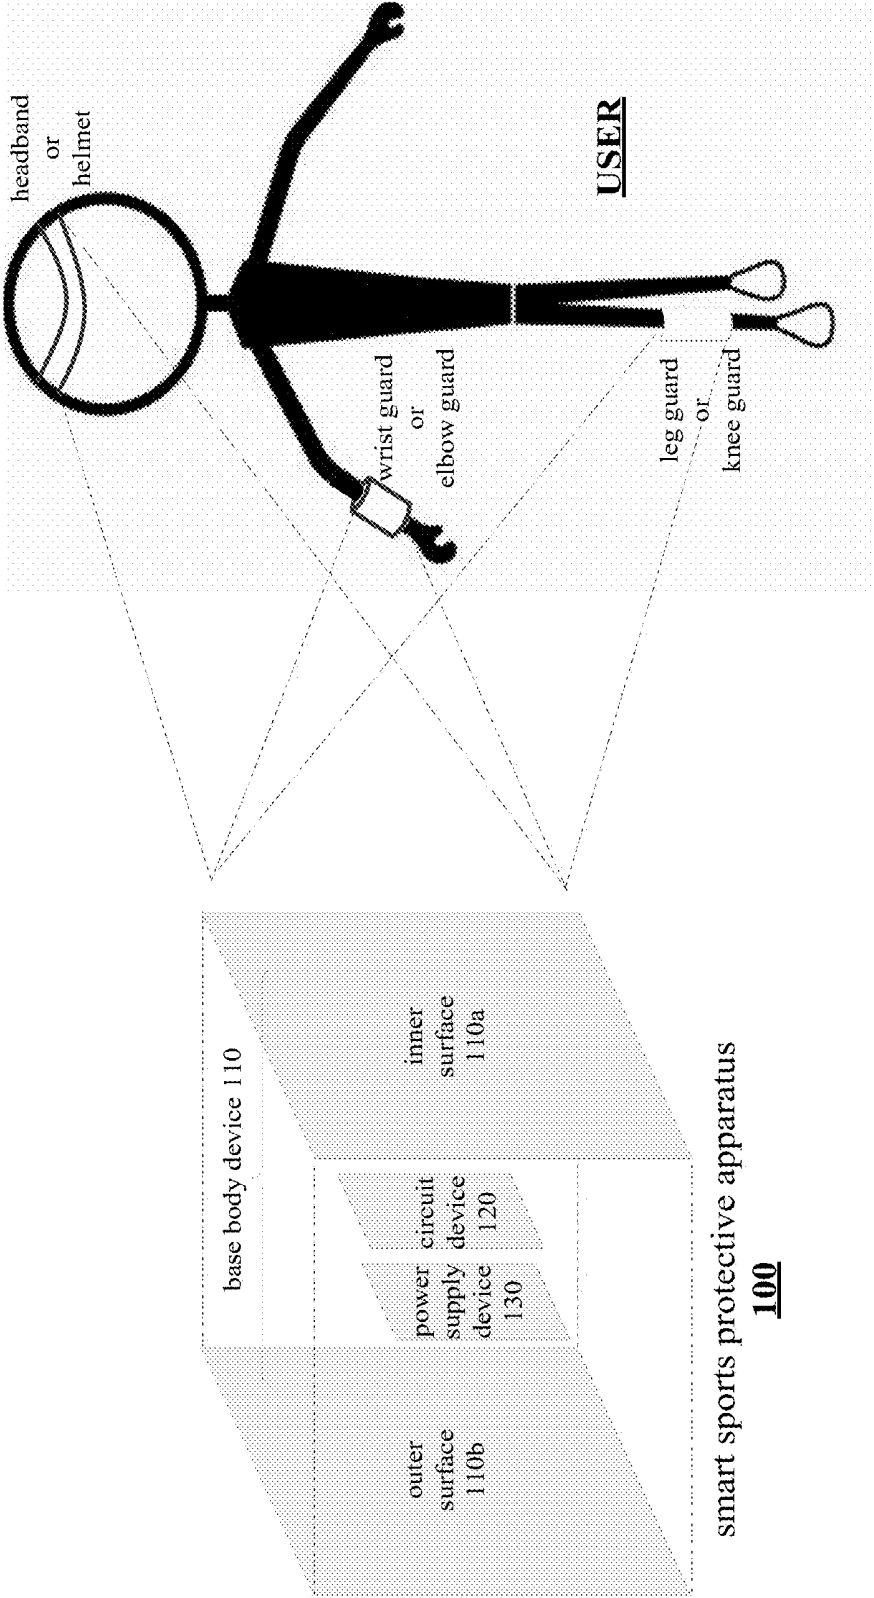 base body device 110
outer
surface
110b
power
supply
device
130
circuit
device
120
inner
surface
110a
smart sports protective apparatus
100
headband
or
helmet
wrist guard
or
elbow guard
leg guard
or
knee guard
USER